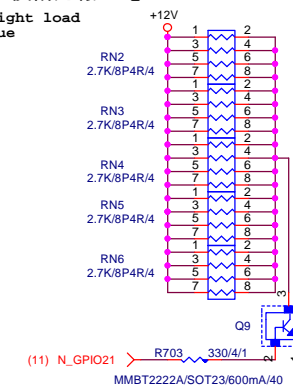 ight load
ue
+12V
1 2
3 4
RN2 5 6
2.7K/8P4R/4 7 8
1 2
3 4
RN3 5 6
2.7K/8P4R/4 7 8
1 2
3 4
RN4 5 6
2.7K/8P4R/4 7 8
1 2
RN5 3 4
2.7K/8P4R/4 5 6
7 8
1 2
RN6 3 4
2.7K/8P4R/4 5 6
7 8
3
Q9
(11) N_GPIO21 R703 330/4/1 2
MMBT2222A/SOT23/600mA/40